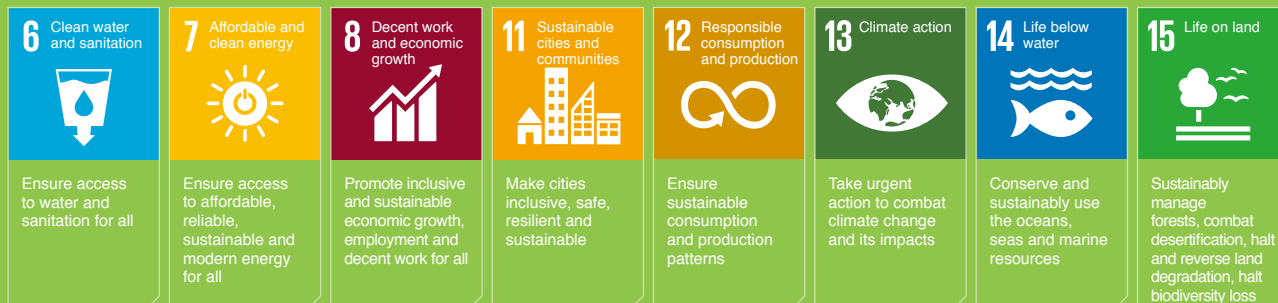 6 Clean water
and sanitation
Ensure access
to water and
sanitation for all
7 Affordable and
clean energy
Ensure access
to affordable,
reliable,
sustainable and
modern energy
for all
8 Decent work
and economic
growth
Promote inclusive
and sustainable
economic growth,
employment and
decent work for all
11 Sustainable
cities and
communities
Make cities
inclusive, safe,
resilient and
sustainable
12 Responsible
consumption
and production
Ensure
sustainable
consumption
and production
patterns
13 Climate action
Take urgent
action to combat
climate change
and its impacts
14 Life below
water
Conserve and
sustainably use
the oceans,
seas and marine
resources
15 Life on land
Sustainably
manage
forests, combat
desertification, halt
and reverse land
degradation, halt
biodiversity loss